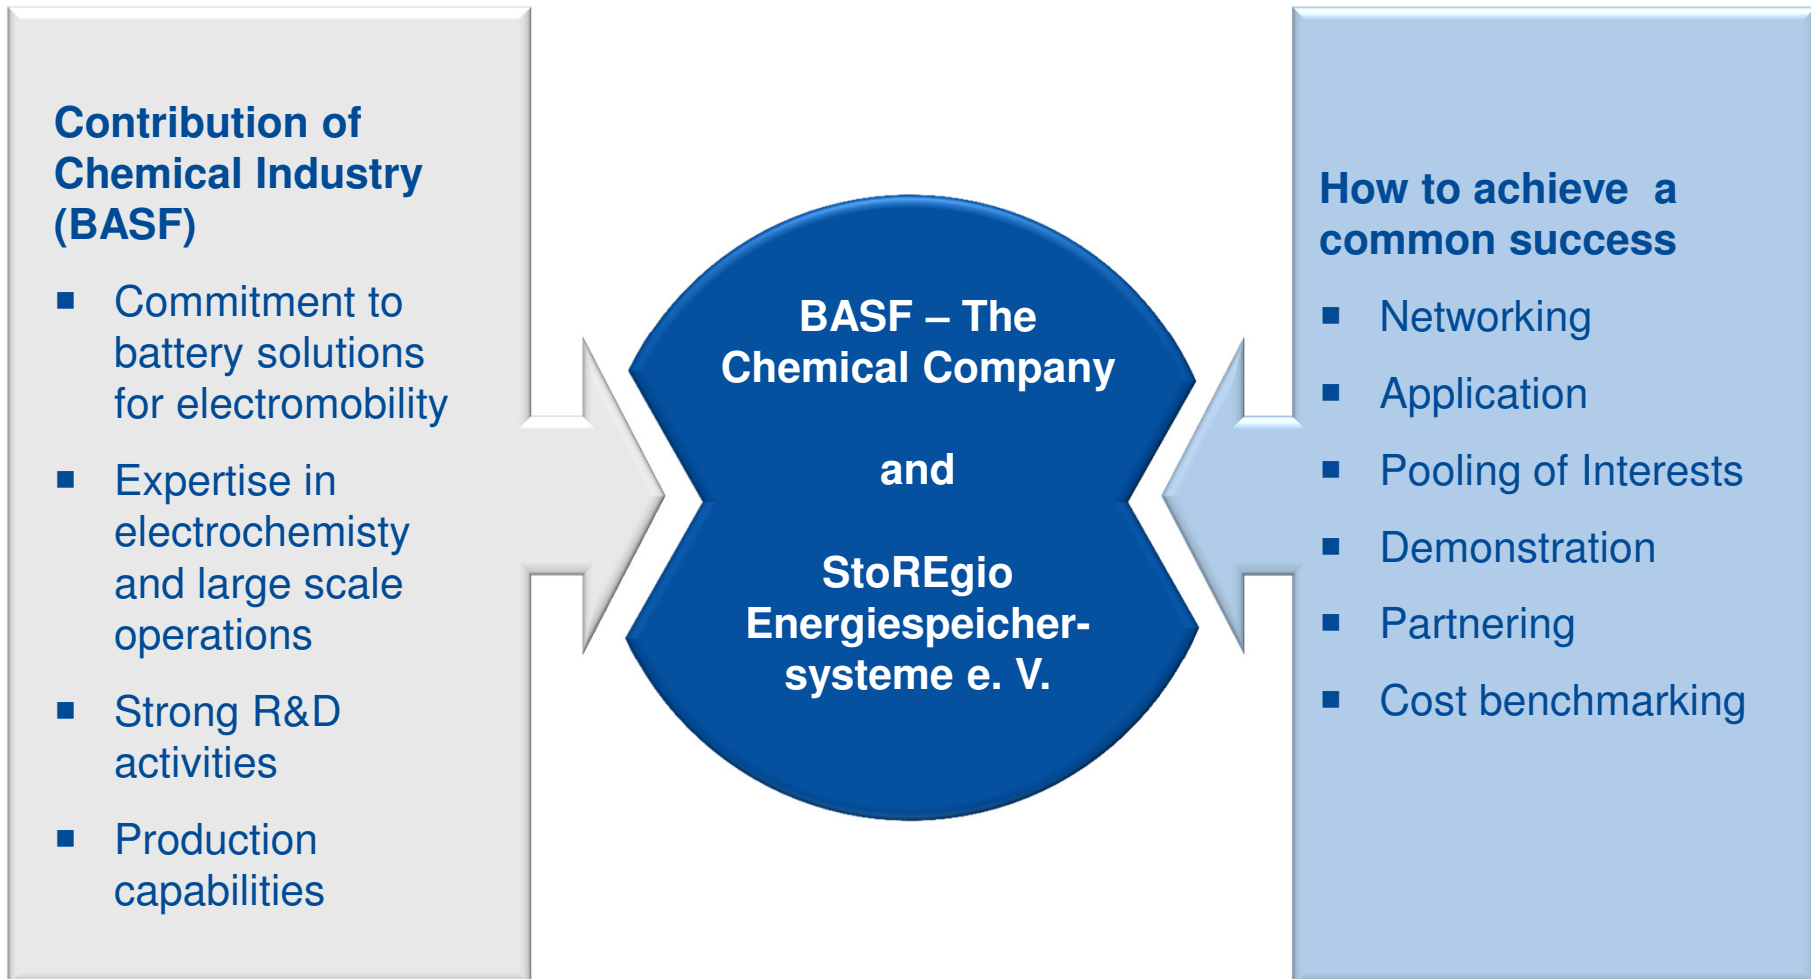 Contribution of
Chemical Industry
(BASF)
■ Commitment to
battery solutions
for electromobility
■ Expertise in
electrochemisty
and large scale
operations
■ Strong R&D
activities
■ Production
capabilities
BASF – The
Chemical Company
and
StoREgio
Energiespeicher-
systeme e. V.
How to achieve a
common success
■ Networking
■ Application
■ Pooling of Interests
■ Demonstration
■ Partnering
■ Cost benchmarking